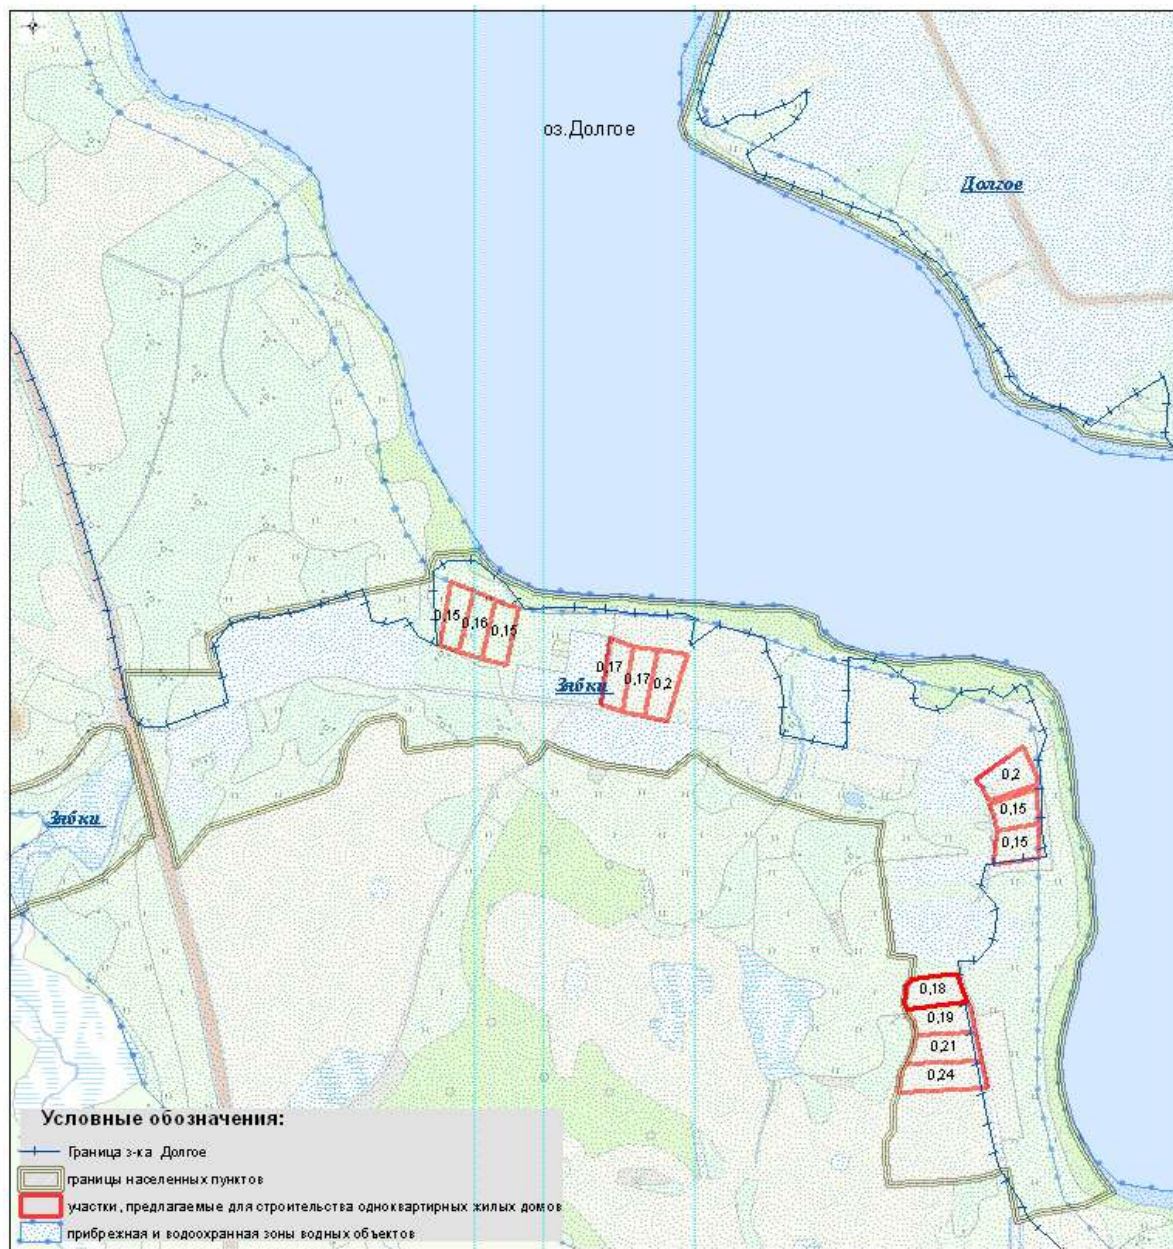 оз.Долгое
Долгое
0,15
0,16
0,15
0,17
0,17
0,2
Зябки
0,2
0,15
0,15
Зябки
0,18
0,19
0,21
0,24
Условные обозначения:
Граница з-ка Долгое
границы населенных пунктов
участки, предлагаемые для строительства одноквартирных жилых домов
прибрежная и водоохранная зоны водных объектов